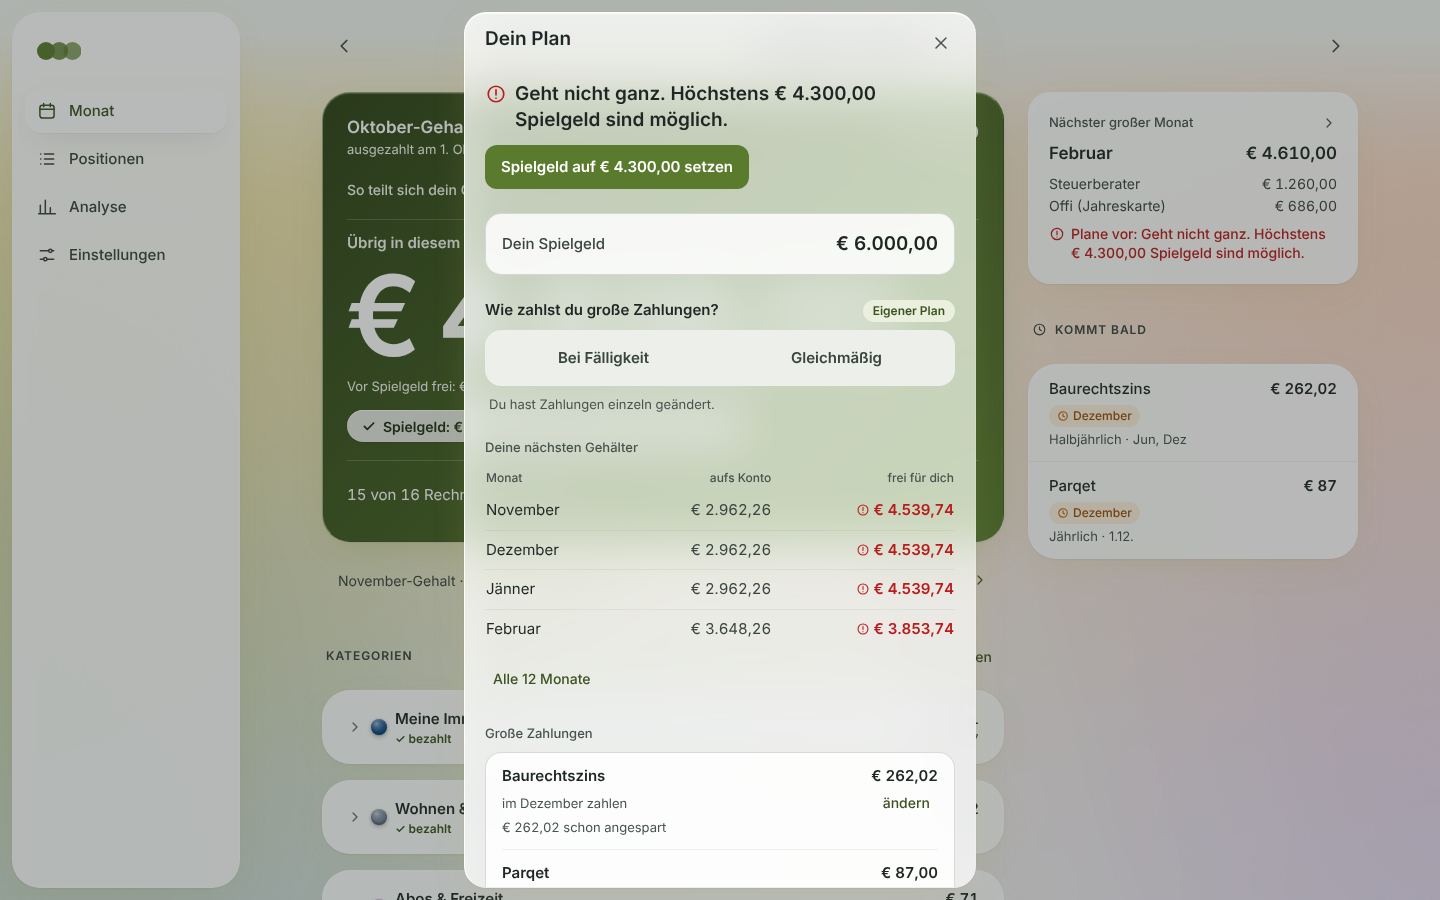 Monat
Positionen
Analyse
Einstellungen
ausgezahlt am 1.
So teilt sich dein
Übrig in diesem
€ 4
Vor Spielgeld frei: €
Spielgeld: €
15 von 16
November-Gehalt ·
KATEGORIEN
Meine
bezahlt
Wohnen &
bezahlt
Abos & Freizeit
€ 71
Dein Plan
Geht nicht ganz. Höchstens € 4.300,00
Spielgeld sind möglich.
Spielgeld auf € 4.300,00 setzen
Dein Spielgeld € 6.000,00
Wie zahlst du große Zahlungen? Eigener Plan
Bei Fälligkeit Gleichmäßig
Du hast Zahlungen einzeln geändert.
Deine nächsten Gehälter
Monat aufs Konto frei für dich
November € 2.962,26 € 4.539,74
Dezember € 2.962,26 € 4.539,74
Jänner € 2.962,26 € 4.539,74
Februar € 3.648,26 € 3.853,74
Alle 12 Monate
Große Zahlungen
Baurechtszins € 262,02
im Dezember zahlen ändern
€ 262,02 schon angespart
Parqet € 87,00
Nächster großer Monat
Februar € 4.610,00
Steuerberater € 1.260,00
Offi (Jahreskarte) € 686,00
Plane vor: Geht nicht ganz. Höchstens
€ 4.300,00 Spielgeld sind möglich.
KOMMT BALD
Baurechtszins € 262,02
Dezember
Halbjährlich · Jun, Dez
Parqet € 87
Dezember
Jährlich · 1.12.